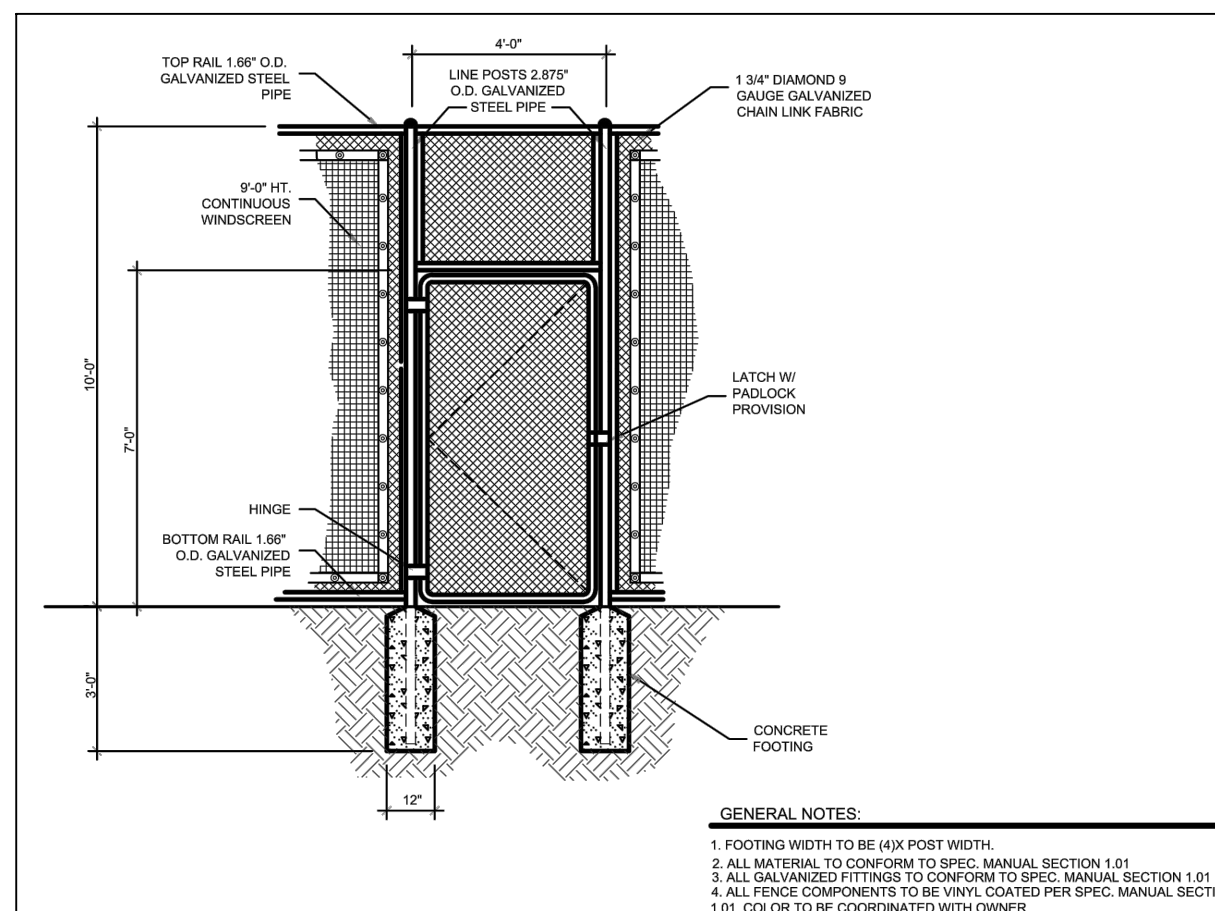 4'-0"
TOP RAIL 1.66" O.D.
GALVANIZED STEEL
PIPE
LINE POSTS 2.875"
O.D. GALVANIZED
STEEL PIPE
1 3/4" DIAMOND 9
GAUGE GALVANIZED
CHAIN LINK FABRIC
9'-0" HT.
CONTINUOUS
WINDSCREEN
10'-0"
7'-0"
LATCH W/
PADLOCK
PROVISION
HINGE
BOTTOM RAIL 1.66"
O.D. GALVANIZED
STEEL PIPE
3'-0"
CONCRETE
FOOTING
12"
GENERAL NOTES:
1. FOOTING WIDTH TO BE (4)X POST WIDTH.
2. ALL MATERIAL TO CONFORM TO SPEC. MANUAL SECTION 1.01
3. ALL GALVANIZED FITTINGS TO CONFORM TO SPEC. MANUAL SECTION 1.01
4. ALL FENCE COMPONENTS TO BE VINYL COATED PER SPEC. MANUAL SECTI
1.01. COLOR TO BE COORDINATED WITH OWNER